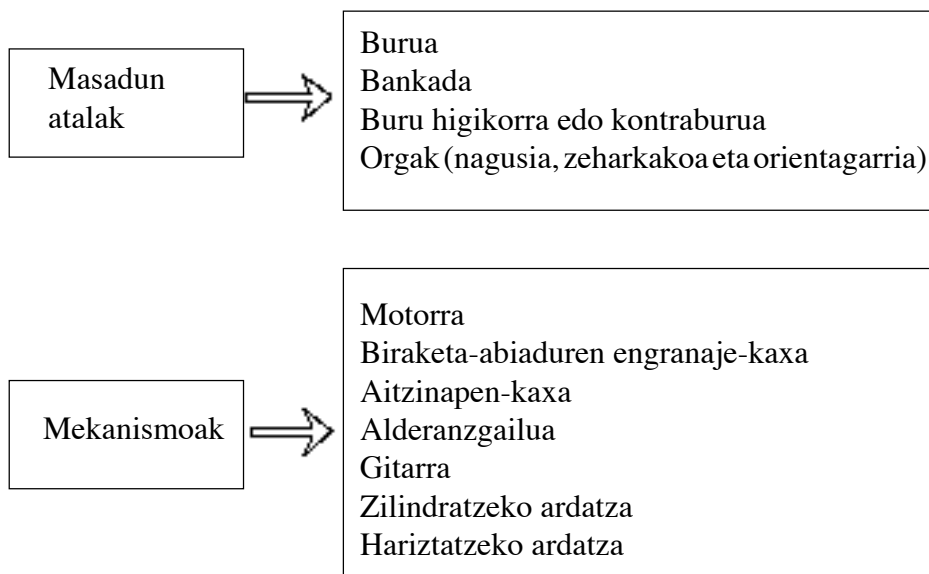 Masadun
atalak
Burua
Bankada
Buru higikorra edo kontraburua
Orgak (nagusia, zeharkakoa eta orientagarria)
Mekanismoak
Motorra
Biraketa-abiaduren engranaje-kaxa
Aitzinapen-kaxa
Alderanzgailua
Gitarra
Zilindratzeko ardatza
Hariztatzeko ardatza